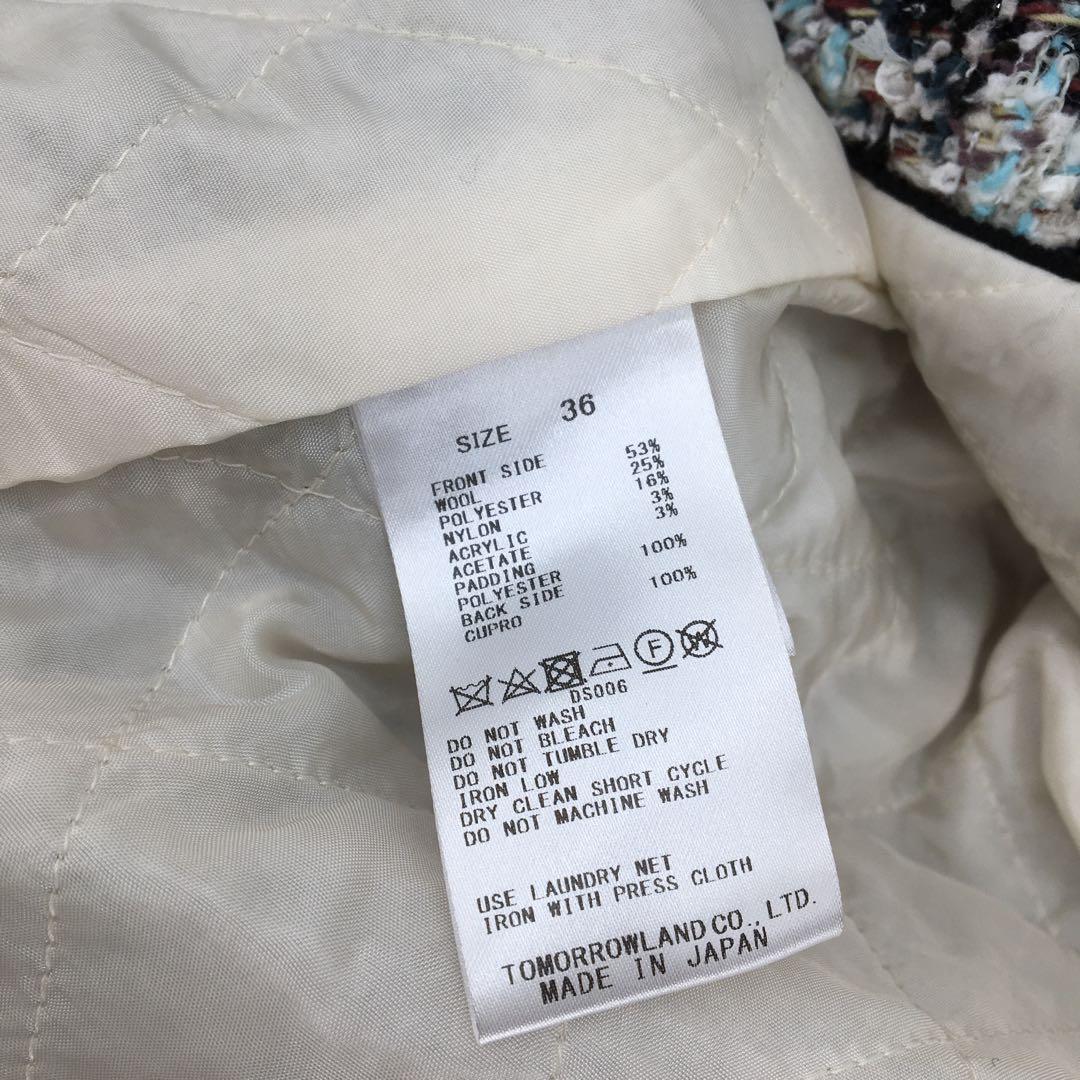 SIZE 36
FRONT SIDE
WOOL 53%
POLYESTER 25%
NYLON 16%
ACRYLIC 3%
ACETATE 3%
PADDING
POLYESTER 100%
BACK SIDE
CUPRO 100%
F W
DS006
DO NOT WASH
DO NOT BLEACH
DO NOT TUMBLE DRY
IRON LOW
DRY CLEAN SHORT CYCLE
DO NOT MACHINE WASH
USE LAUNDRY NET
IRON WITH PRESS CLOTH
TOMORROWLAND CO., LTD.
MADE IN JAPAN